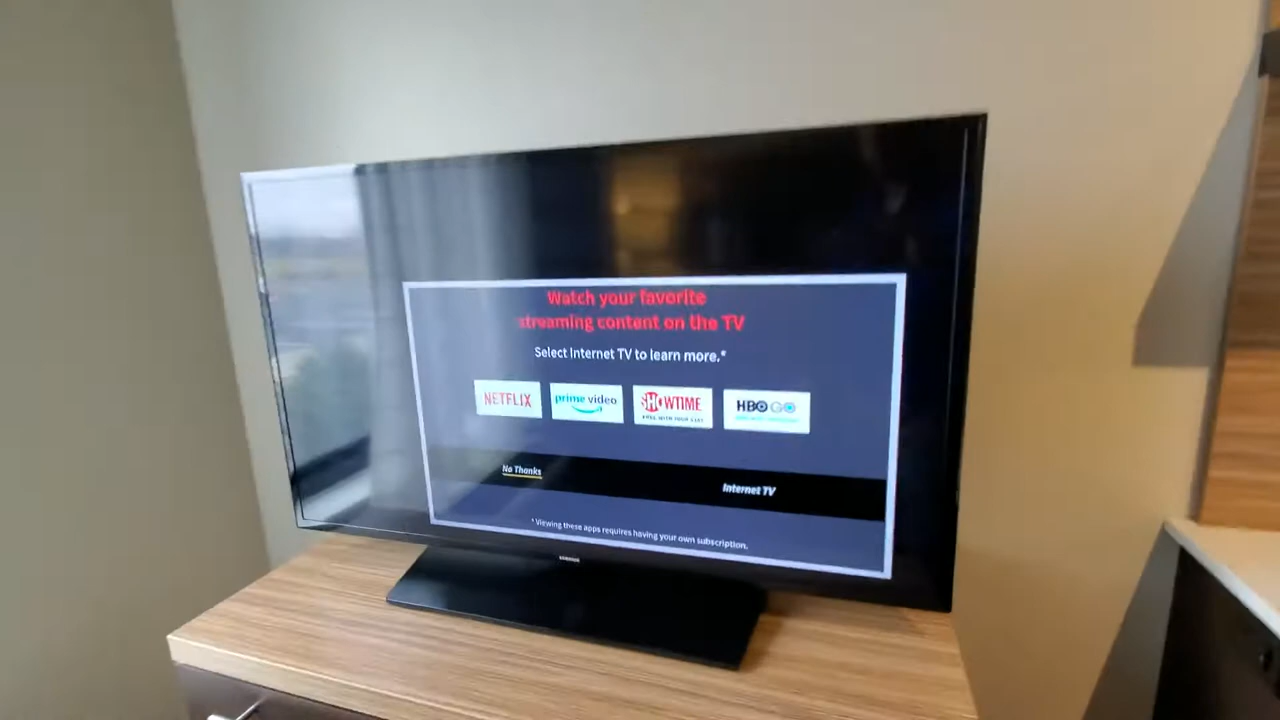 Watch your favorite
streaming content on the TV
Select Internet TV to learn more.*
NETFLIX
prime video
SHOWTIME
HBO GO
No Thanks
Internet TV
* Viewing these apps requires having your own subscription.
SAMSUNG